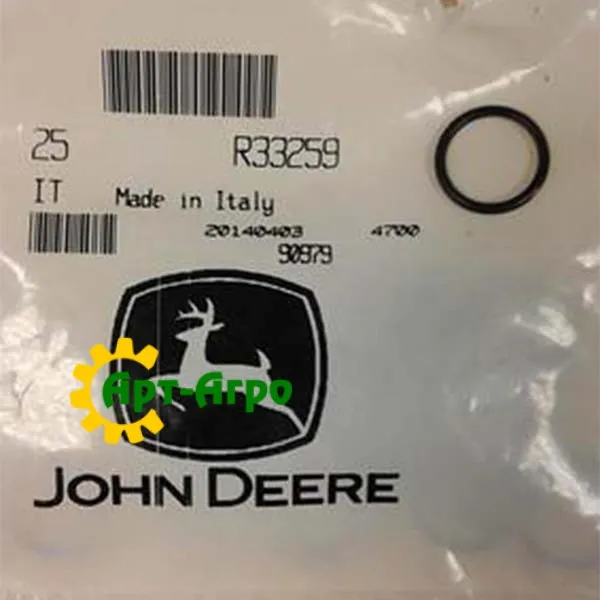 25 R33259
IT Made in Italy
20140403 4700
90979
Арт-Агро
JOHN DEERE